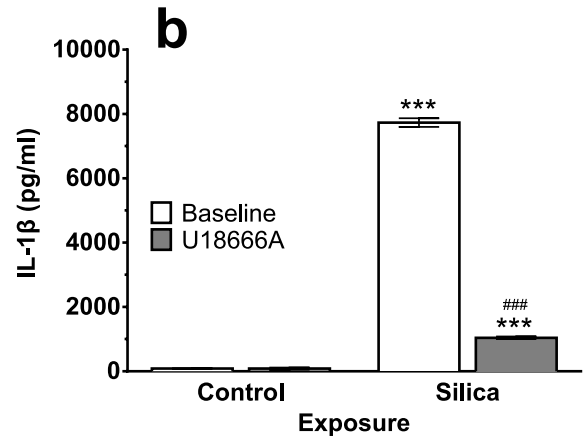 b
10000
8000
6000
4000
2000
0
IL-1β (pg/ml)
Baseline
U18666A
***
###
***
Control
Silica
Exposure